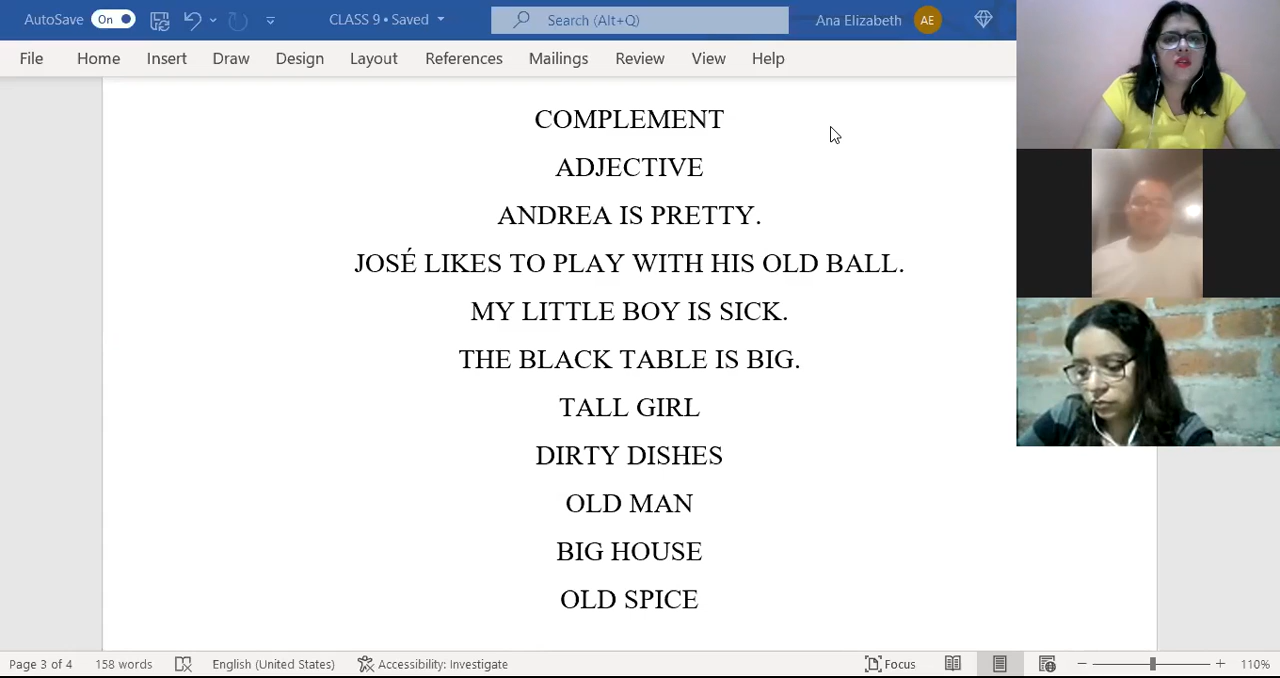 AutoSave On CLASS 9 • Saved Search (Alt+Q) Ana Elizabeth AE
File Home Insert Draw Design Layout References Mailings Review View Help
COMPLEMENT
ADJECTIVE
ANDREA IS PRETTY.
JOSÉ LIKES TO PLAY WITH HIS OLD BALL.
MY LITTLE BOY IS SICK.
THE BLACK TABLE IS BIG.
TALL GIRL
DIRTY DISHES
OLD MAN
BIG HOUSE
OLD SPICE
Page 3 of 4 158 words English (United States) Accessibility: Investigate Focus 110%